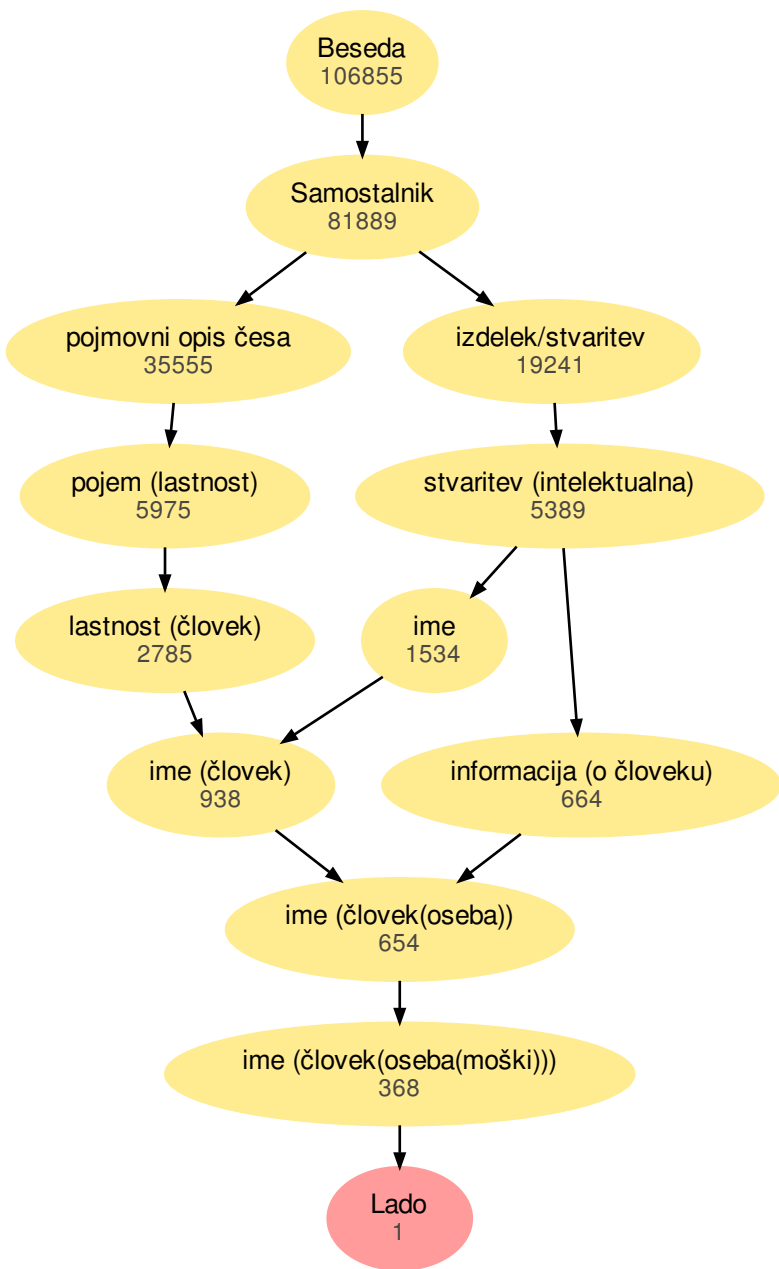 Beseda
106855
Samostalnik
81889
pojmovni opis česa
35555
izdelek/stvaritev
19241
pojem (lastnost)
5975
stvaritev (intelektualna)
5389
lastnost (človek)
2785
ime
1534
ime (človek)
938
informacija (o človeku)
664
ime (človek(oseba))
654
ime (človek(oseba(moški)))
368
Lado
1